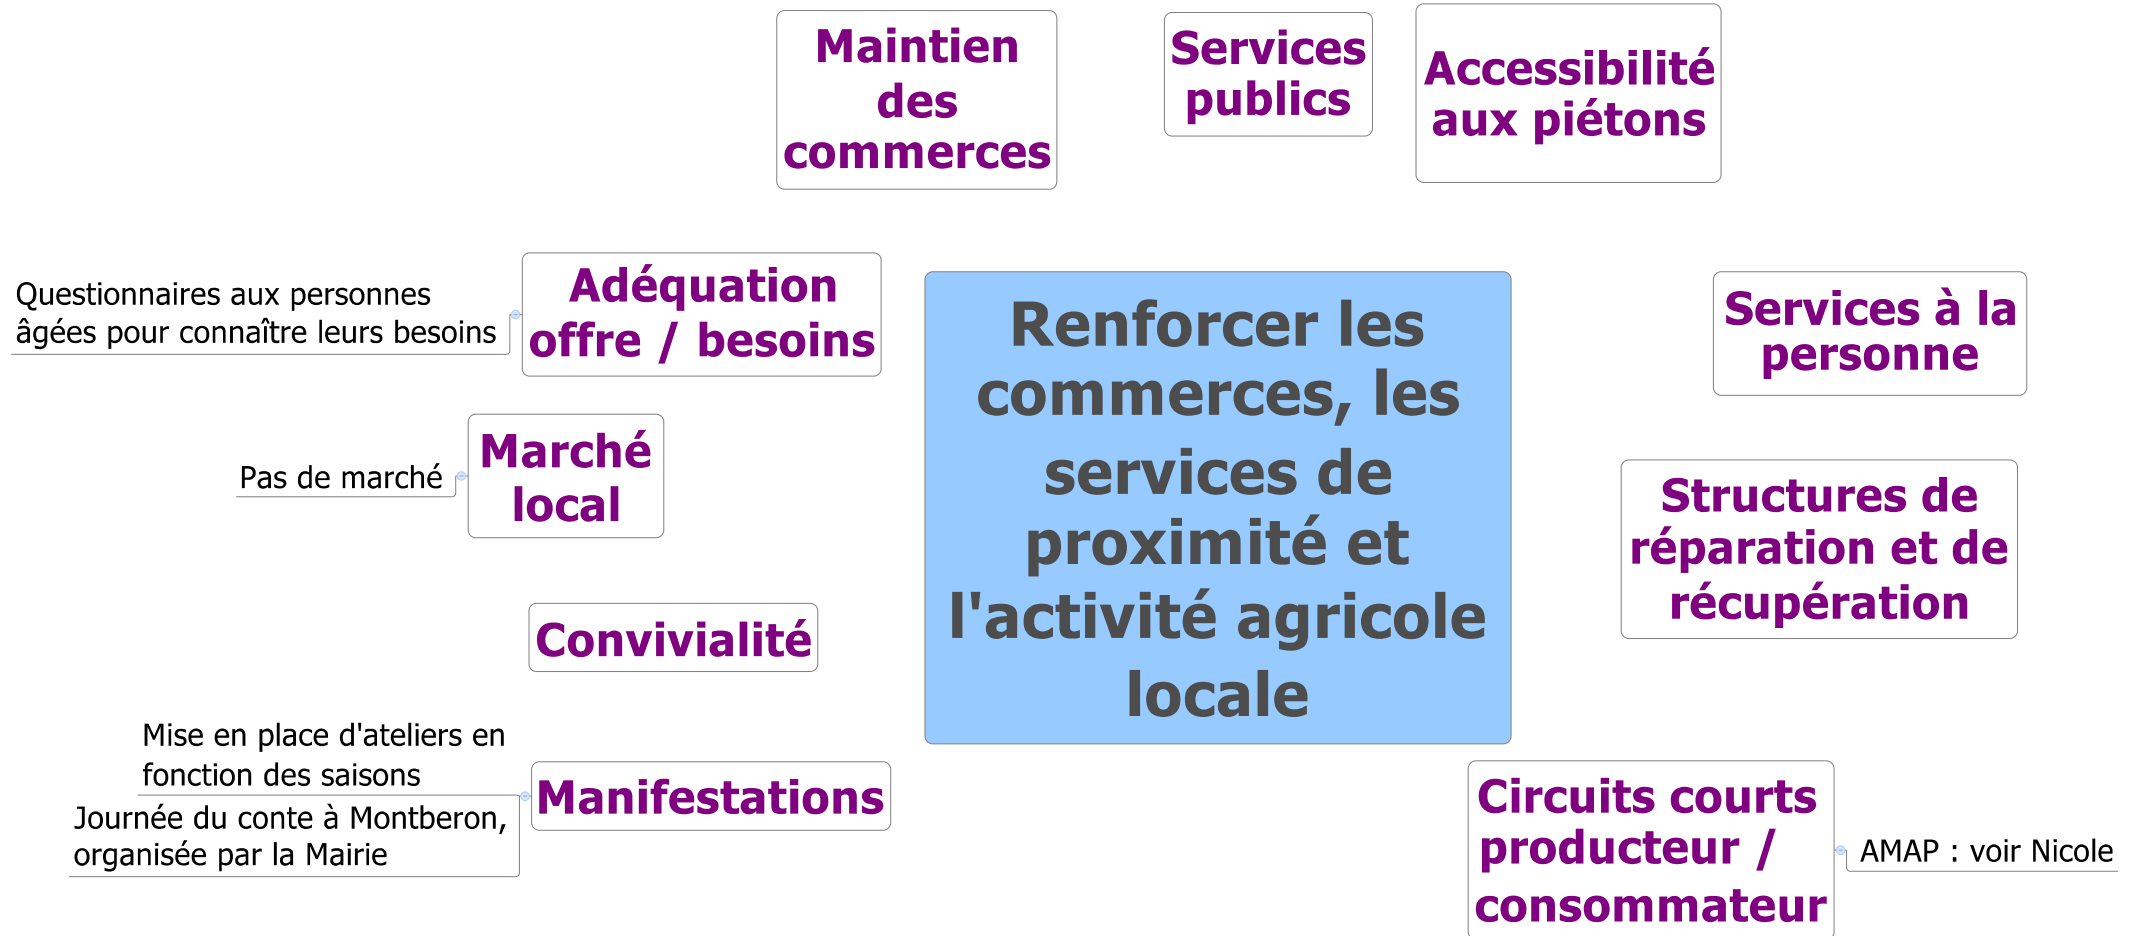 Maintien
des
commerces
Services
publics
Accessibilité
aux piétons
Questionnaires aux personnes
âgées pour connaître leurs besoins
Adéquation
offre / besoins
Renforcer les
commerces, les
services de
proximité et
l'activité agricole
locale
Services à la
personne
Pas de marché
Marché
local
Structures de
réparation et de
récupération
Convivialité
Mise en place d'ateliers en
fonction des saisons
Journée du conte à Montberon,
organisée par la Mairie
Manifestations
Circuits courts
producteur /
consommateur
AMAP : voir Nicole